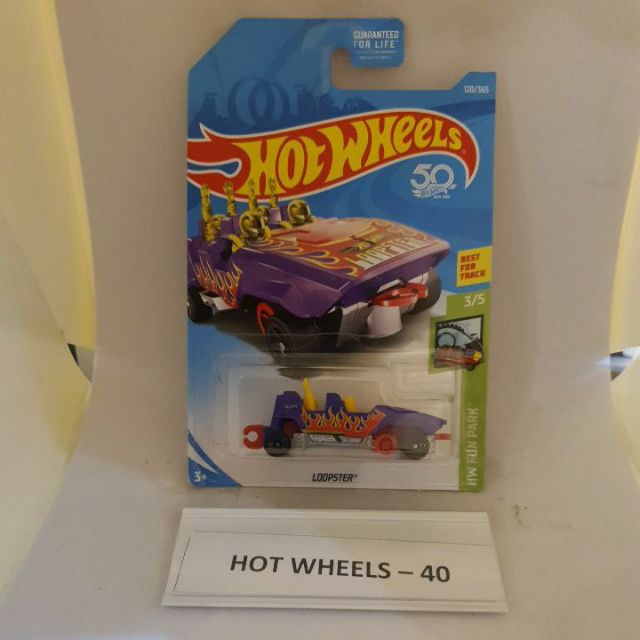 GUARANTEED
FOR LIFE
120/365
HOT WHEELS
50
BEST
FOR
TRACK
3/5
HW FUN PARK
3+
LOOPSTER
HOT WHEELS – 40